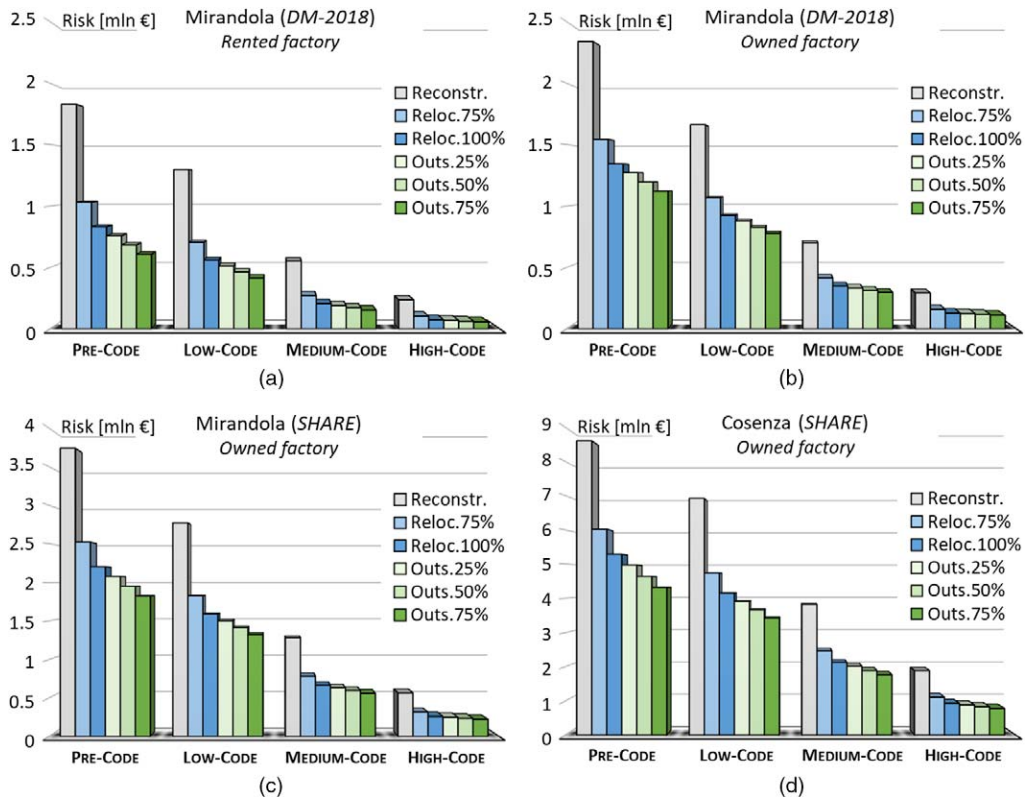 Risk [mln €]
Mirandola (DM-2018)
Rented factory
2.5
2
1.5
1
0.5
0
Reconstr.
Reloc.75%
Reloc.100%
Outs.25%
Outs.50%
Outs.75%
PRE-CODE LOW-CODE MEDIUM-CODE HIGH-CODE
(a)
Risk [mln €]
Mirandola (DM-2018)
Owned factory
2.5
2
1.5
1
0.5
0
Reconstr.
Reloc.75%
Reloc.100%
Outs.25%
Outs.50%
Outs.75%
PRE-CODE LOW-CODE MEDIUM-CODE HIGH-CODE
(b)
Risk [mln €]
Mirandola (SHARE)
Owned factory
4
3.5
3
2.5
2
1.5
1
0.5
0
Reconstr.
Reloc.75%
Reloc.100%
Outs.25%
Outs.50%
Outs.75%
PRE-CODE LOW-CODE MEDIUM-CODE HIGH-CODE
(c)
Risk [mln €]
Cosenza (SHARE)
Owned factory
9
8
7
6
5
4
3
2
1
0
Reconstr.
Reloc.75%
Reloc.100%
Outs.25%
Outs.50%
Outs.75%
PRE-CODE LOW-CODE MEDIUM-CODE HIGH-CODE
(d)